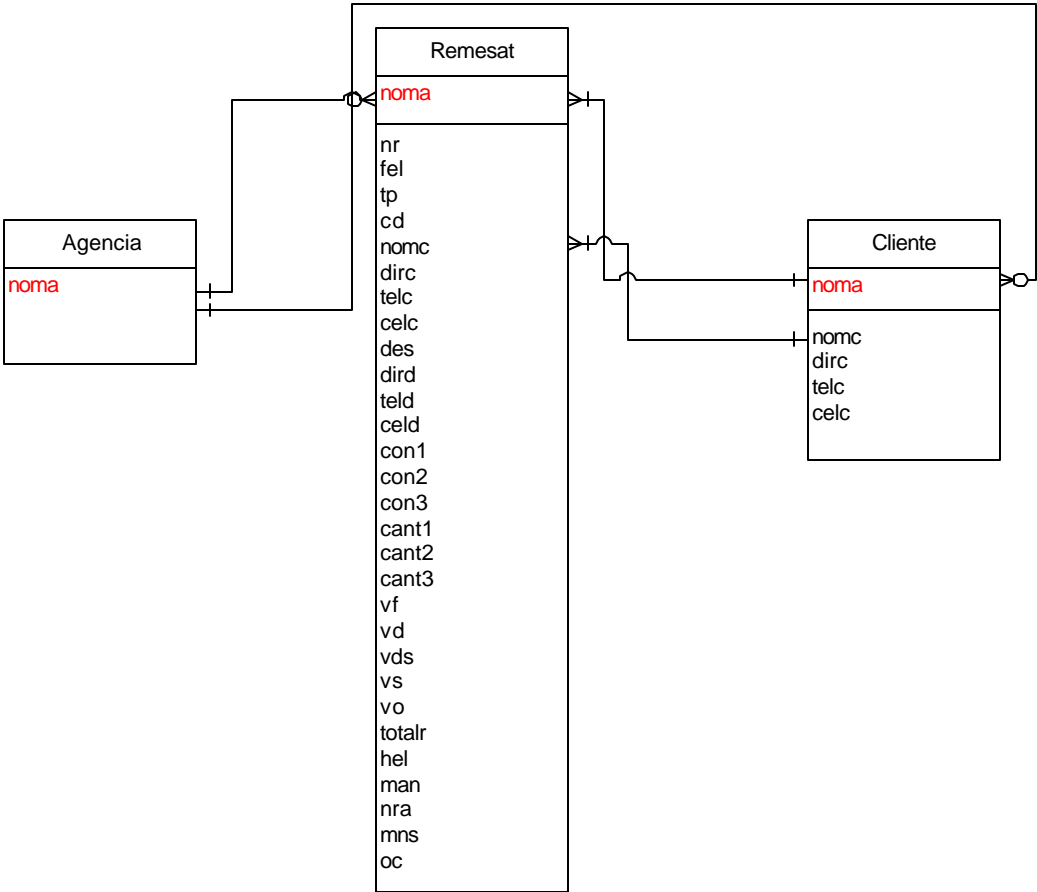 Remesat
noma
nr
fel
tp
cd
nomc
dirc
telc
celc
des
dird
teld
celd
con1
con2
con3
cant1
cant2
cant3
vf
vd
vds
vs
vo
totalr
hel
man
nra
mns
oc
Agencia
noma
Cliente
noma
nomc
dirc
telc
celc